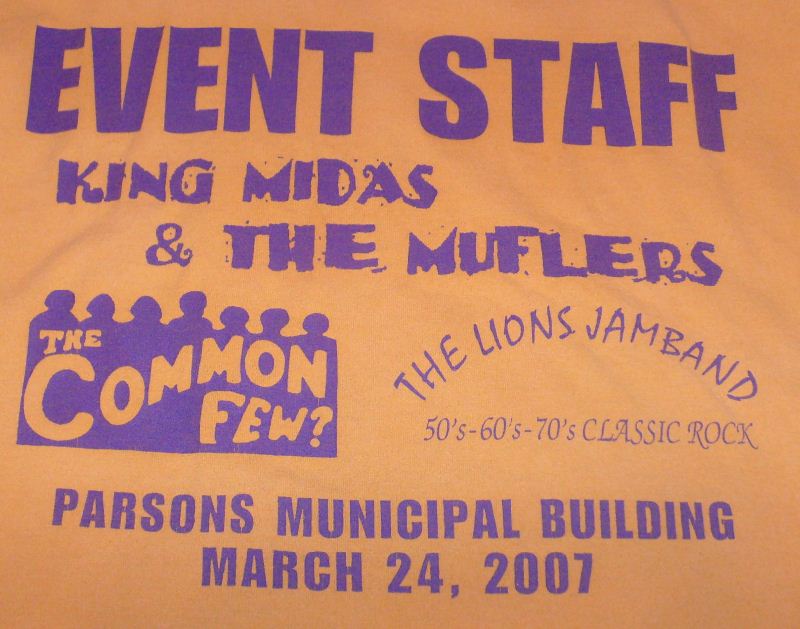 EVENT STAFF
KING MIDAS
& THE MUFLERS
THE
COMMON
FEW?
THE LIONS JAMBAND
50's-60's-70's CLASSIC ROCK
PARSONS MUNICIPAL BUILDING
MARCH 24, 2007